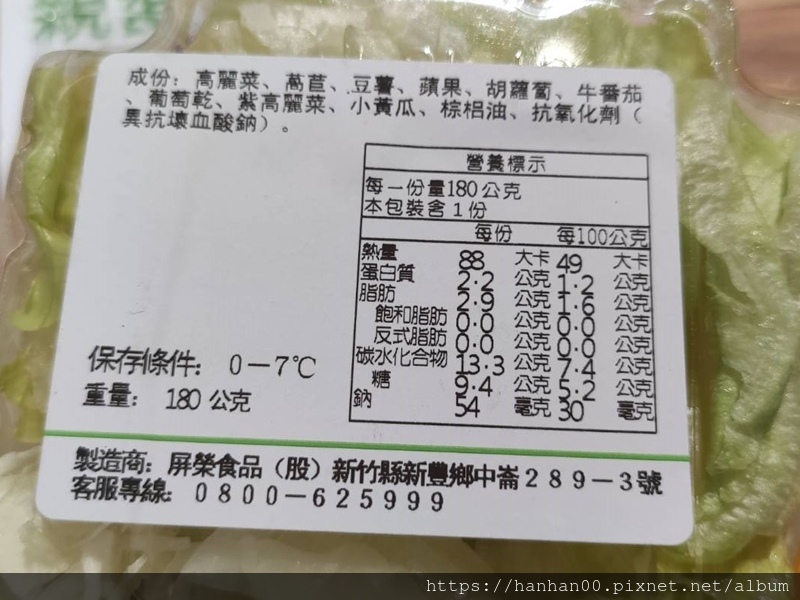 成份：高麗菜、萵苣、豆薯、蘋果、胡蘿蔔、牛番茄
、葡萄乾、紫高麗菜、小黃瓜、棕梠油、抗氧化劑（
異抗壞血酸鈉）。
營養標示
每一份量180公克
本包裝含1份
每份 每100公克
熱量 88 大卡 49 大卡
蛋白質 2.2 公克 1.2 公克
脂肪 2.9 公克 1.6 公克
飽和脂肪 0.0 公克 0.0 公克
反式脂肪 0.0 公克 0.0 公克
碳水化合物 13.3 公克 7.4 公克
糖 9.4 公克 5.2 公克
鈉 54 毫克 30 毫克
保存條件： 0－7℃
重量： 180 公克
製造商：屏榮食品（股）新竹縣新豐鄉中崙289－3號
客服專線：0800－625999
https://hanhan00.pixnet.net/album